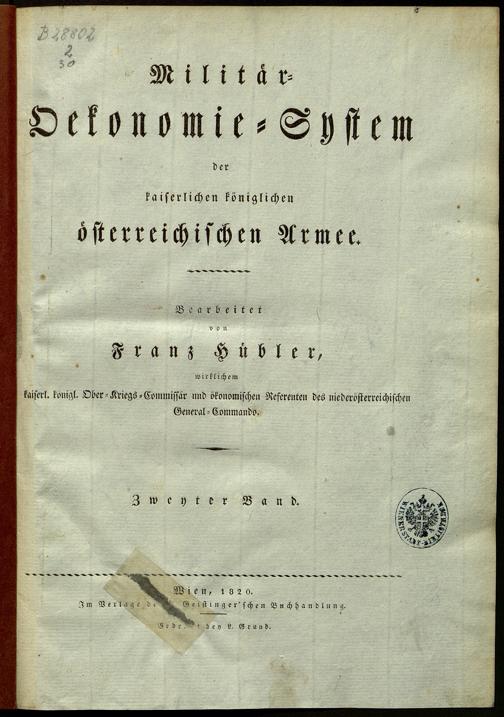 B28802
2
30
Militär-
Oekonomie-System
der
kaiserlichen königlichen
österreichischen Armee.
Bearbeitet
von
Franz Hübler,
wirklichem
kaiserl. königl. Ober-Kriegs-Commissär und ökonomischen Referenten des niederösterreichischen
General-Commando.
Zweyter Band.
Wien, 1820.
Im Verlage Geistinger'schen Buchhandlung.
bey L. Grund.